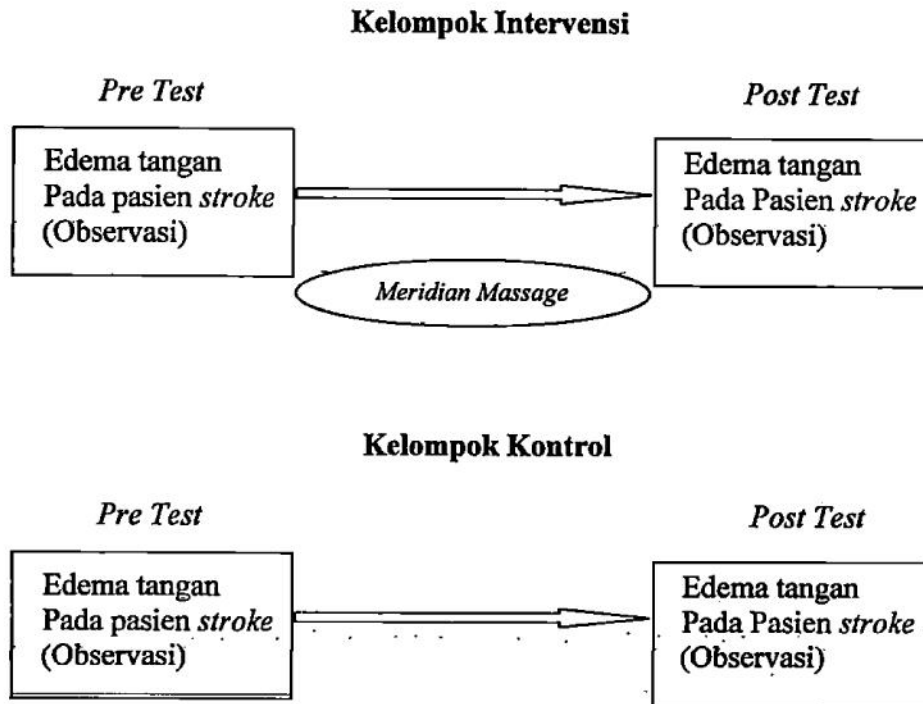 Kelompok Intervensi
Pre Test
Post Test
Edema tangan
Pada pasien stroke
(Observasi)
Edema tangan
Pada Pasien stroke
(Observasi)
Meridian Massage
Kelompok Kontrol
Pre Test
Post Test
Edema tangan
Pada pasien stroke
(Observasi)
Edema tangan
Pada Pasien stroke
(Observasi)